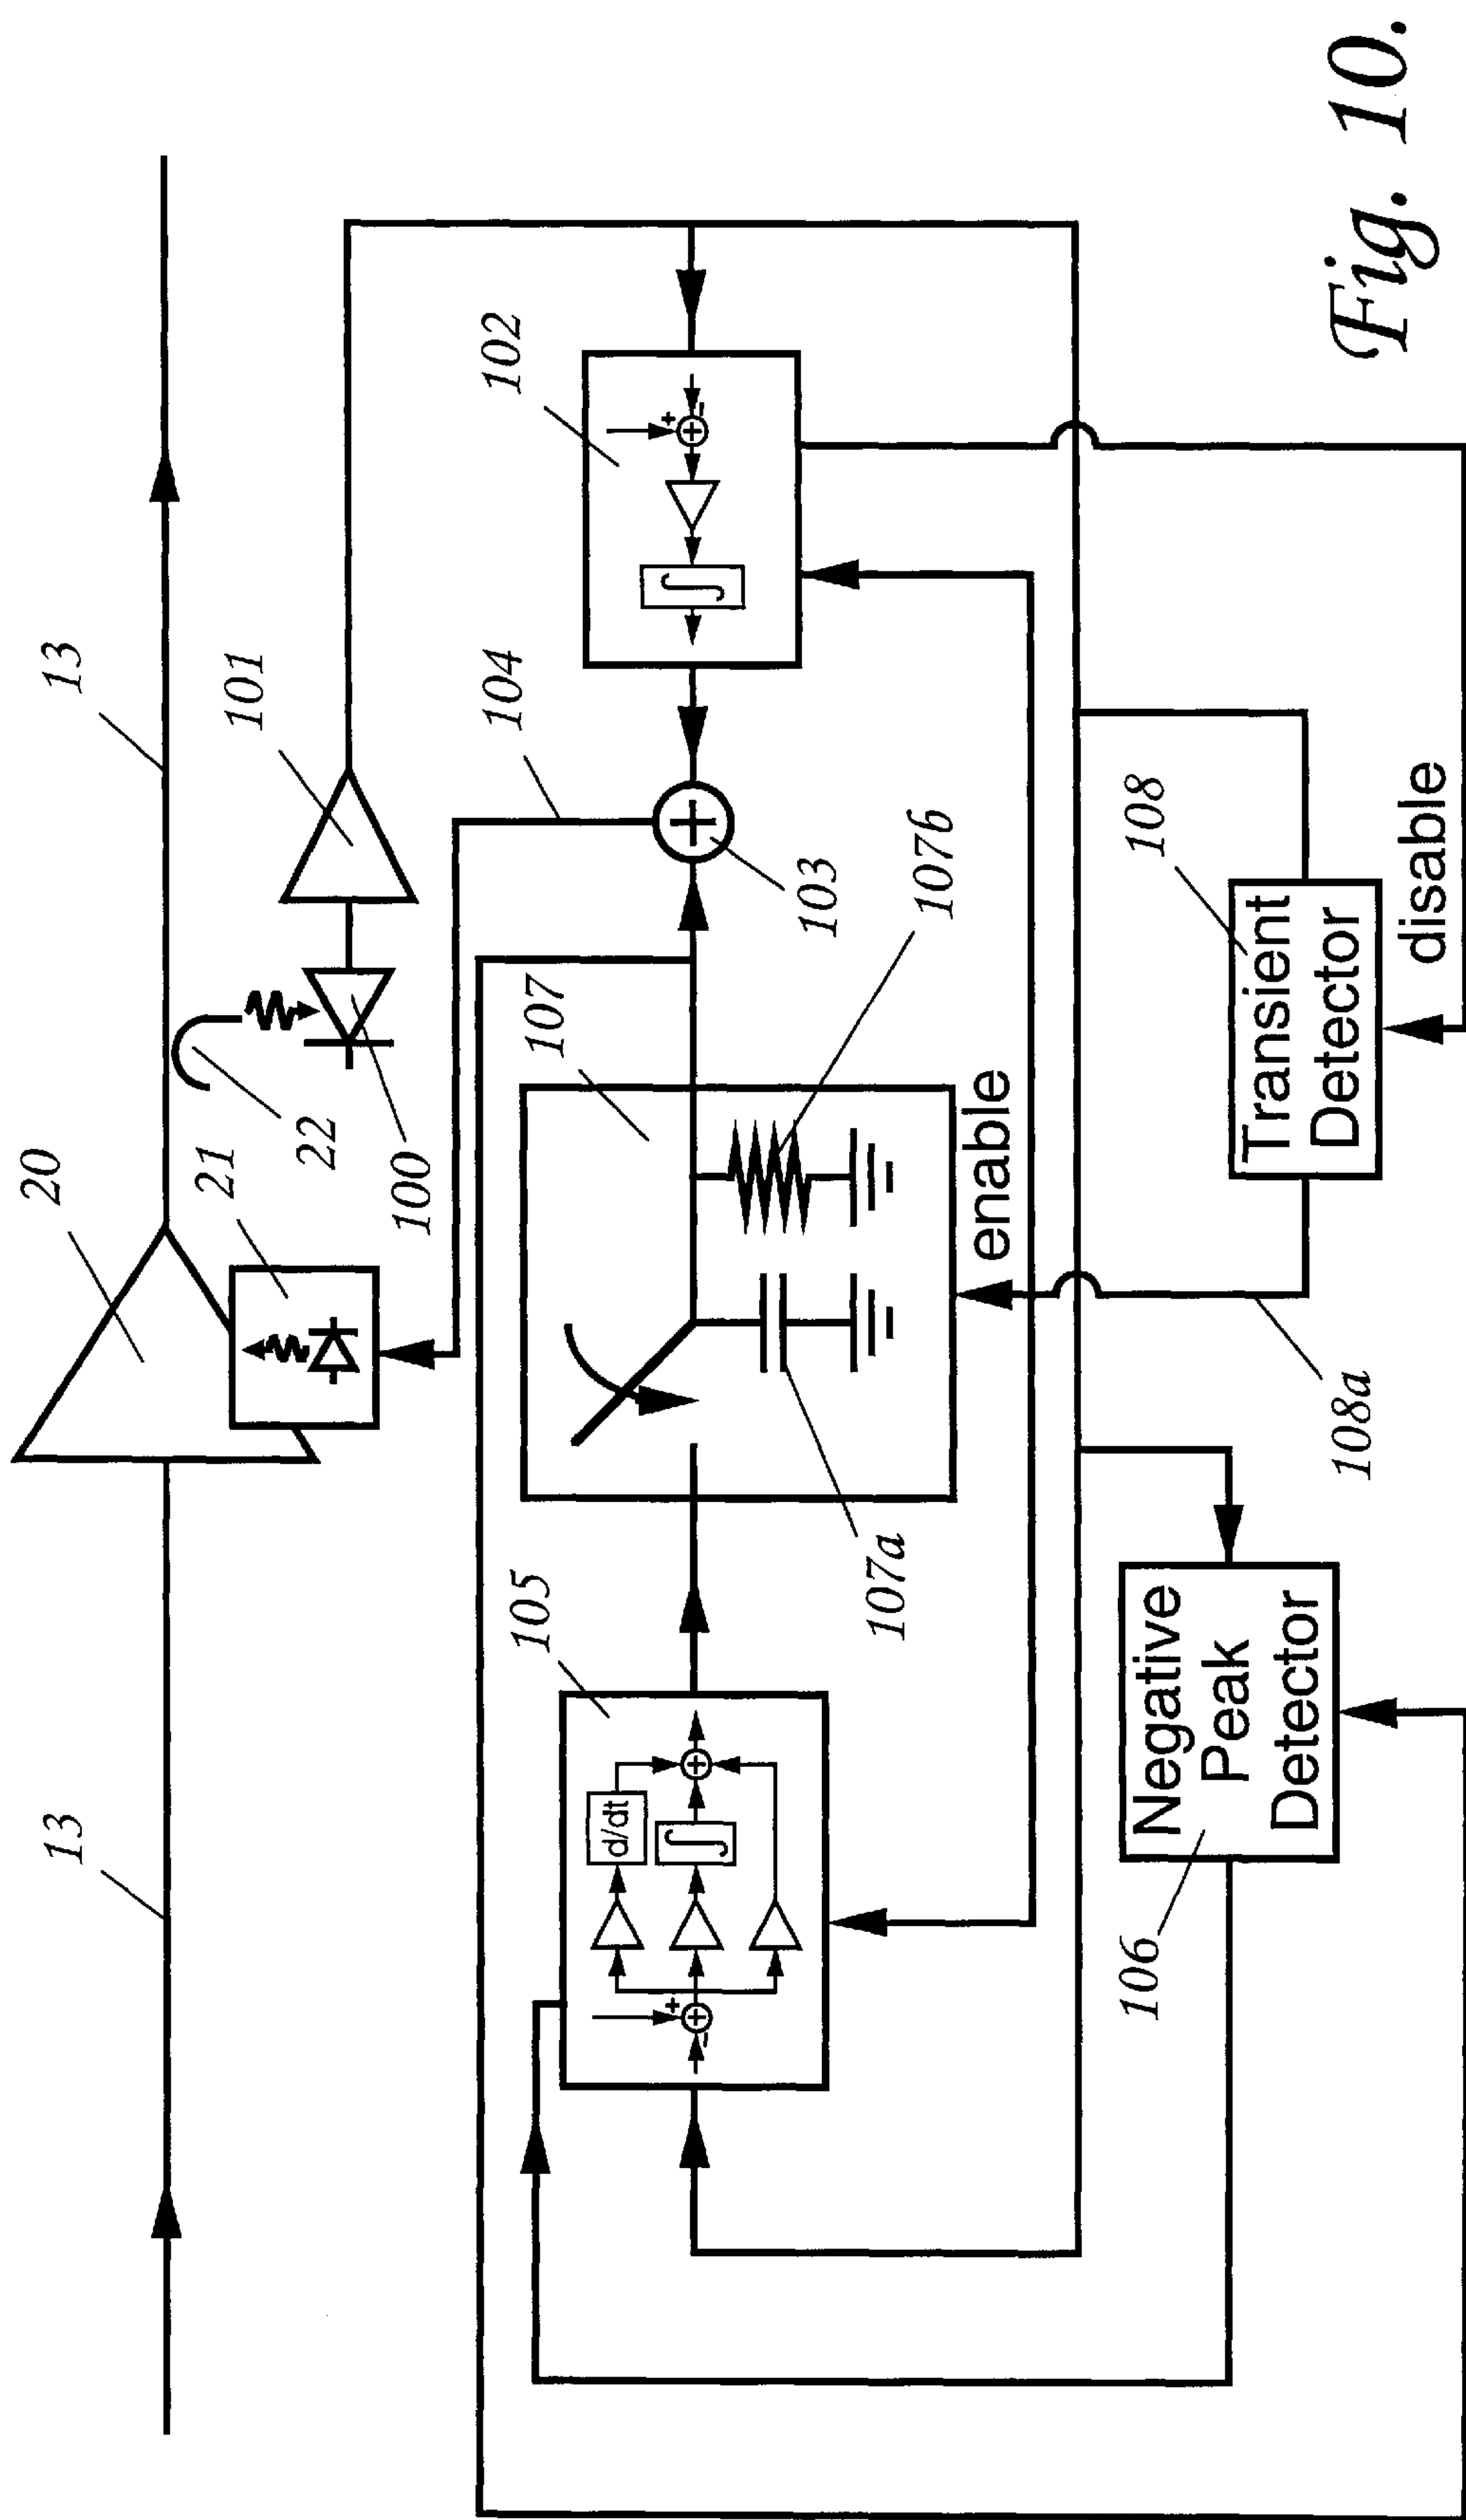 13
20
13
21
22
100
101
102
104
103
105
107
107a
107b
d/dt
+
-
+
-
enable
108
Transient
Detector
108a
disable
106
Negative
Peak
Detector
Fig. 10.